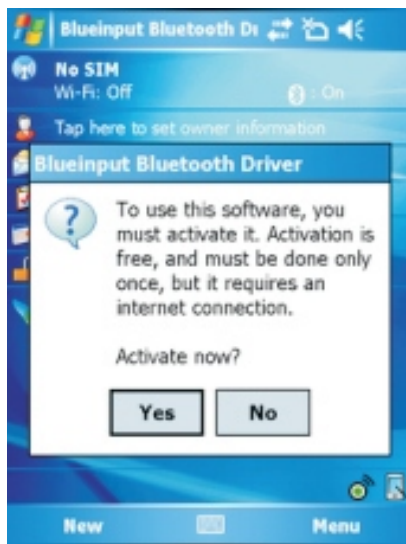 Blueinput Bluetooth Dr
No SIM
Wi-Fi: Off
: On
Tap here to set owner information
Blueinput Bluetooth Driver
?
To use this software, you
must activate it. Activation is
free, and must be done only
once, but it requires an
internet connection.
Activate now?
Yes No
New Menu